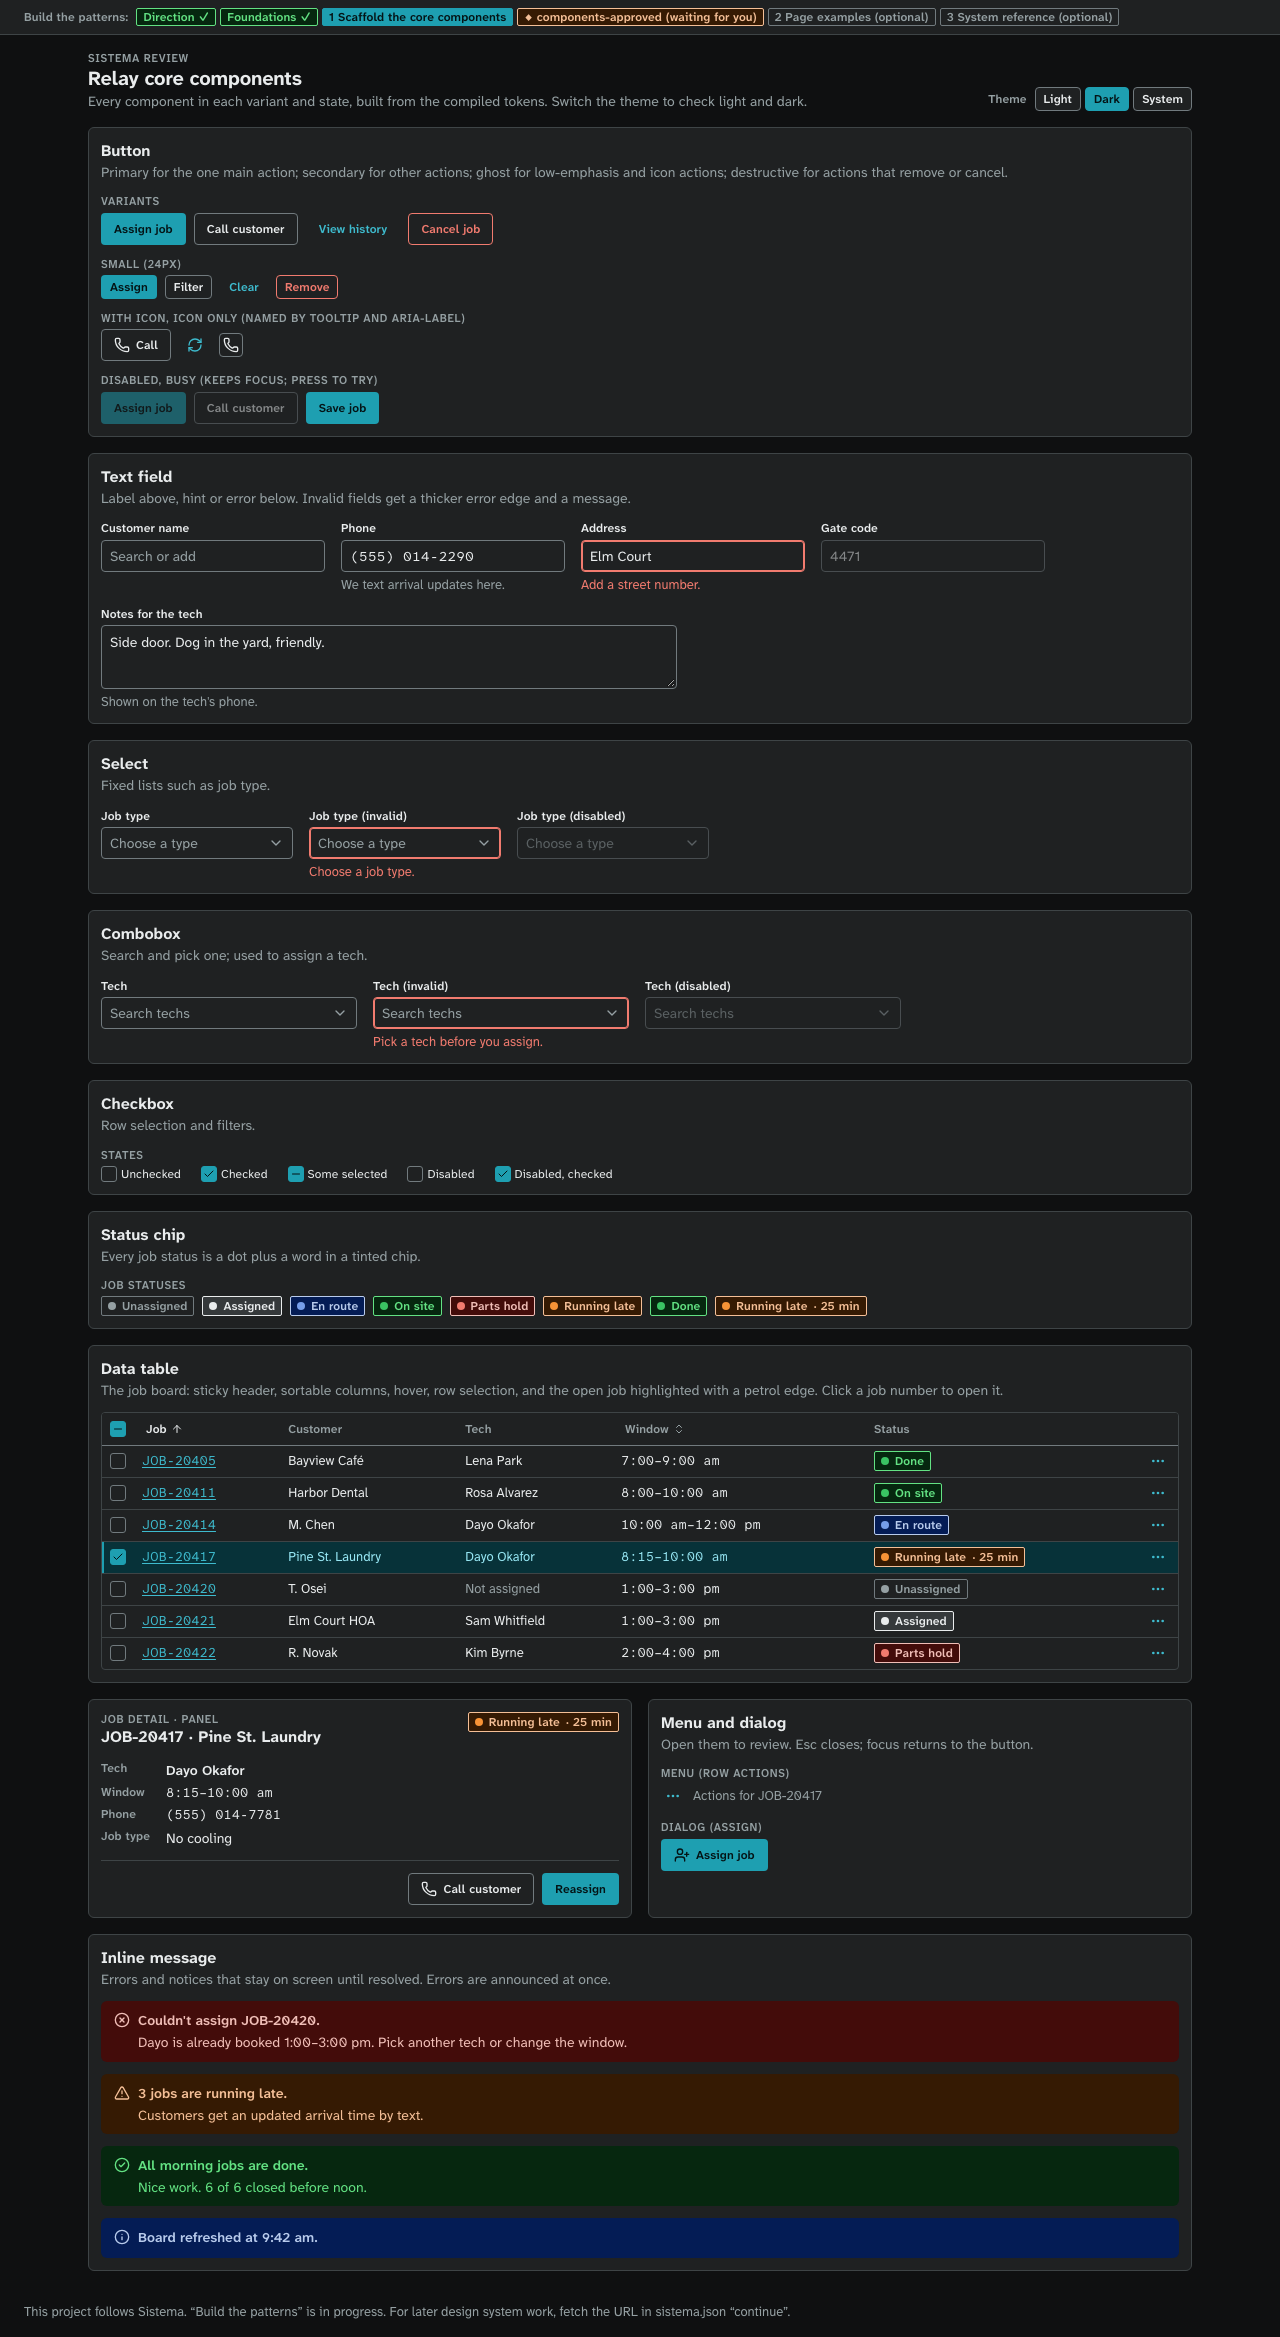 Build the patterns: Direction ✓ Foundations ✓ 1 Scaffold the core components ♦ components-approved (waiting for you) 2 Page examples (optional) 3 System reference (optional)
SISTEMA REVIEW
Relay core components
Every component in each variant and state, built from the compiled tokens. Switch the theme to check light and dark.
Theme Light Dark System
Button
Primary for the one main action; secondary for other actions; ghost for low-emphasis and icon actions; destructive for actions that remove or cancel.
VARIANTS
Assign job Call customer View history Cancel job
SMALL (24PX)
Assign Filter Clear Remove
WITH ICON, ICON ONLY (NAMED BY TOOLTIP AND ARIA-LABEL)
Call
DISABLED, BUSY (KEEPS FOCUS; PRESS TO TRY)
Assign job Call customer Save job
Text field
Label above, hint or error below. Invalid fields get a thicker error edge and a message.
Customer name Phone Address Gate code
Search or add (555) 014-2290 Elm Court 4471
We text arrival updates here. Add a street number.
Notes for the tech
Side door. Dog in the yard, friendly.
Shown on the tech's phone.
Select
Fixed lists such as job type.
Job type Job type (invalid) Job type (disabled)
Choose a type Choose a type Choose a type
Choose a job type.
Combobox
Search and pick one; used to assign a tech.
Tech Tech (invalid) Tech (disabled)
Search techs Search techs Search techs
Pick a tech before you assign.
Checkbox
Row selection and filters.
STATES
Unchecked Checked Some selected Disabled Disabled, checked
Status chip
Every job status is a dot plus a word in a tinted chip.
JOB STATUSES
Unassigned Assigned En route On site Parts hold Running late Done Running late · 25 min
Data table
The job board: sticky header, sortable columns, hover, row selection, and the open job highlighted with a petrol edge. Click a job number to open it.
Job ↑ Customer Tech Window Status
JOB-20405 Bayview Café Lena Park 7:00–9:00 am Done
JOB-20411 Harbor Dental Rosa Alvarez 8:00–10:00 am On site
JOB-20414 M. Chen Dayo Okafor 10:00 am–12:00 pm En route
JOB-20417 Pine St. Laundry Dayo Okafor 8:15–10:00 am Running late · 25 min
JOB-20420 T. Osei Not assigned 1:00–3:00 pm Unassigned
JOB-20421 Elm Court HOA Sam Whitfield 1:00–3:00 pm Assigned
JOB-20422 R. Novak Kim Byrne 2:00–4:00 pm Parts hold
JOB DETAIL · PANEL
JOB-20417 · Pine St. Laundry
Running late · 25 min
Tech Dayo Okafor
Window 8:15–10:00 am
Phone (555) 014-7781
Job type No cooling
Call customer Reassign
Menu and dialog
Open them to review. Esc closes; focus returns to the button.
MENU (ROW ACTIONS)
Actions for JOB-20417
DIALOG (ASSIGN)
Assign job
Inline message
Errors and notices that stay on screen until resolved. Errors are announced at once.
Couldn't assign JOB-20420.
Dayo is already booked 1:00–3:00 pm. Pick another tech or change the window.
3 jobs are running late.
Customers get an updated arrival time by text.
All morning jobs are done.
Nice work. 6 of 6 closed before noon.
Board refreshed at 9:42 am.
This project follows Sistema. “Build the patterns” is in progress. For later design system work, fetch the URL in sistema.json “continue”.